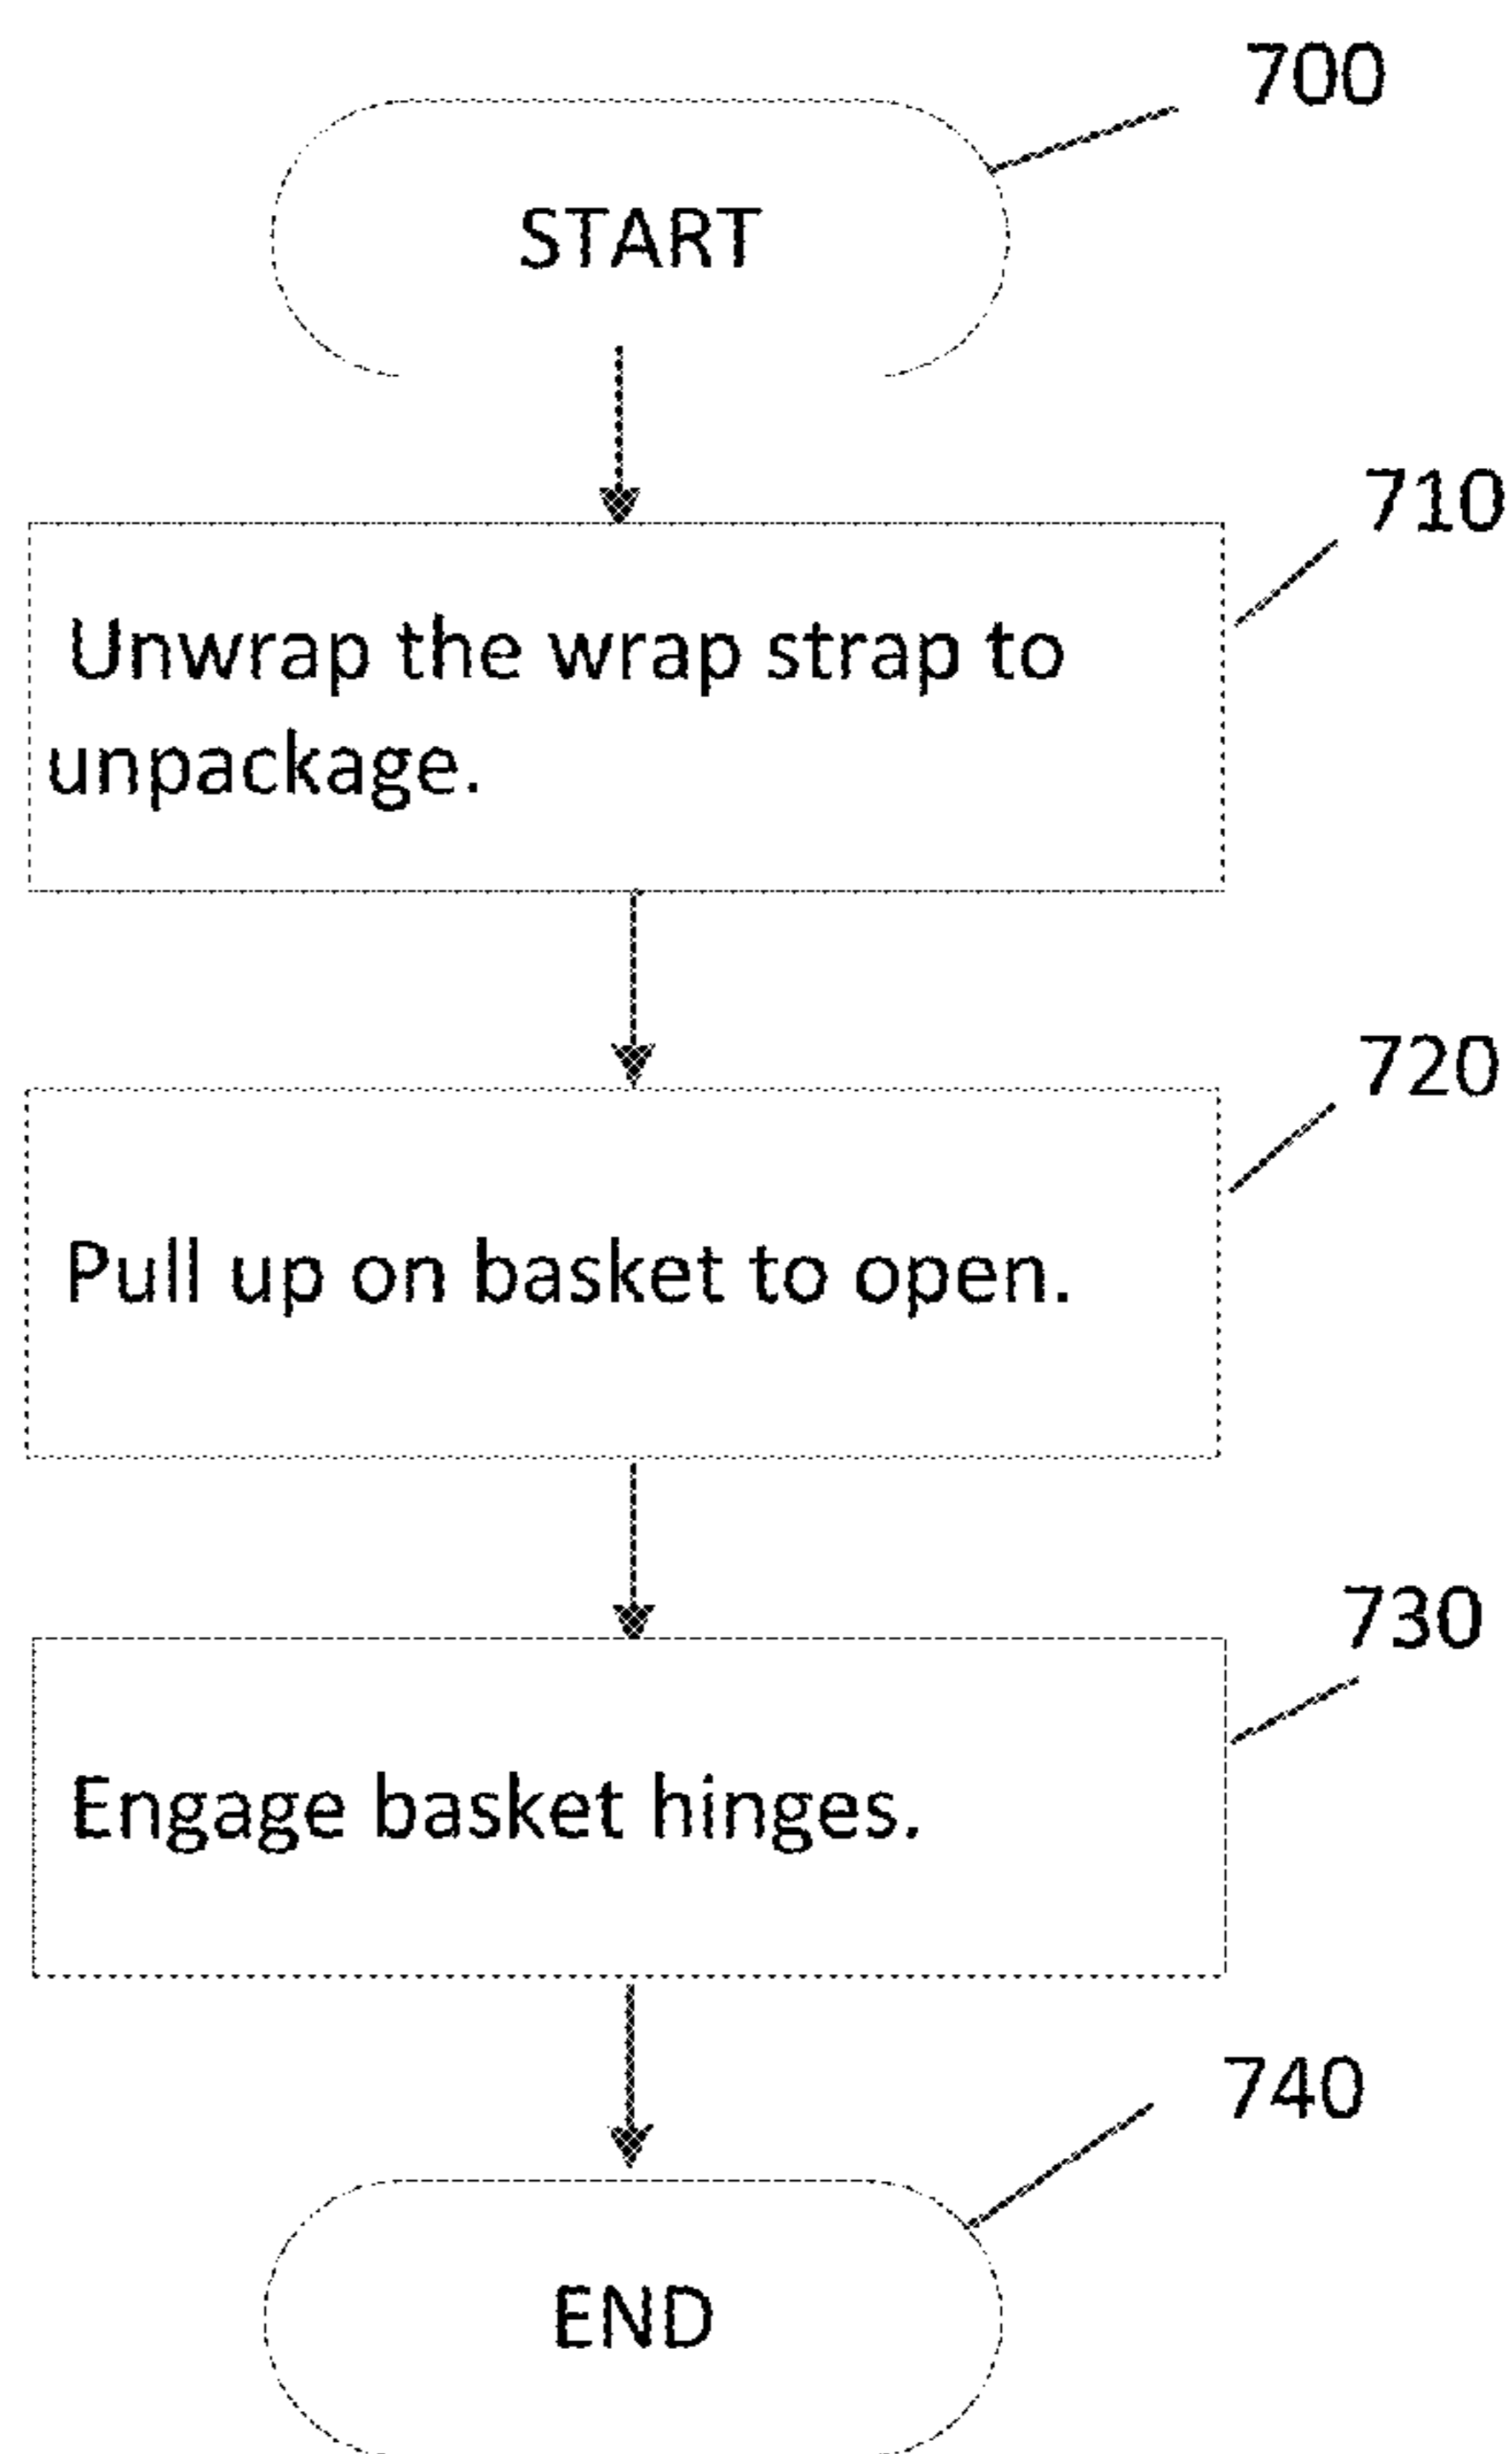 700
START
710
Unwrap the wrap strap to
unpackage.
720
Pull up on basket to open.
730
Engage basket hinges.
740
END